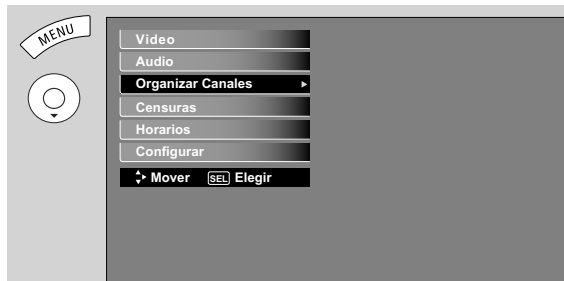 MENU
Video
Audio
Organizar Canales
Censuras
Horarios
Configurar
Mover SEL Elegir